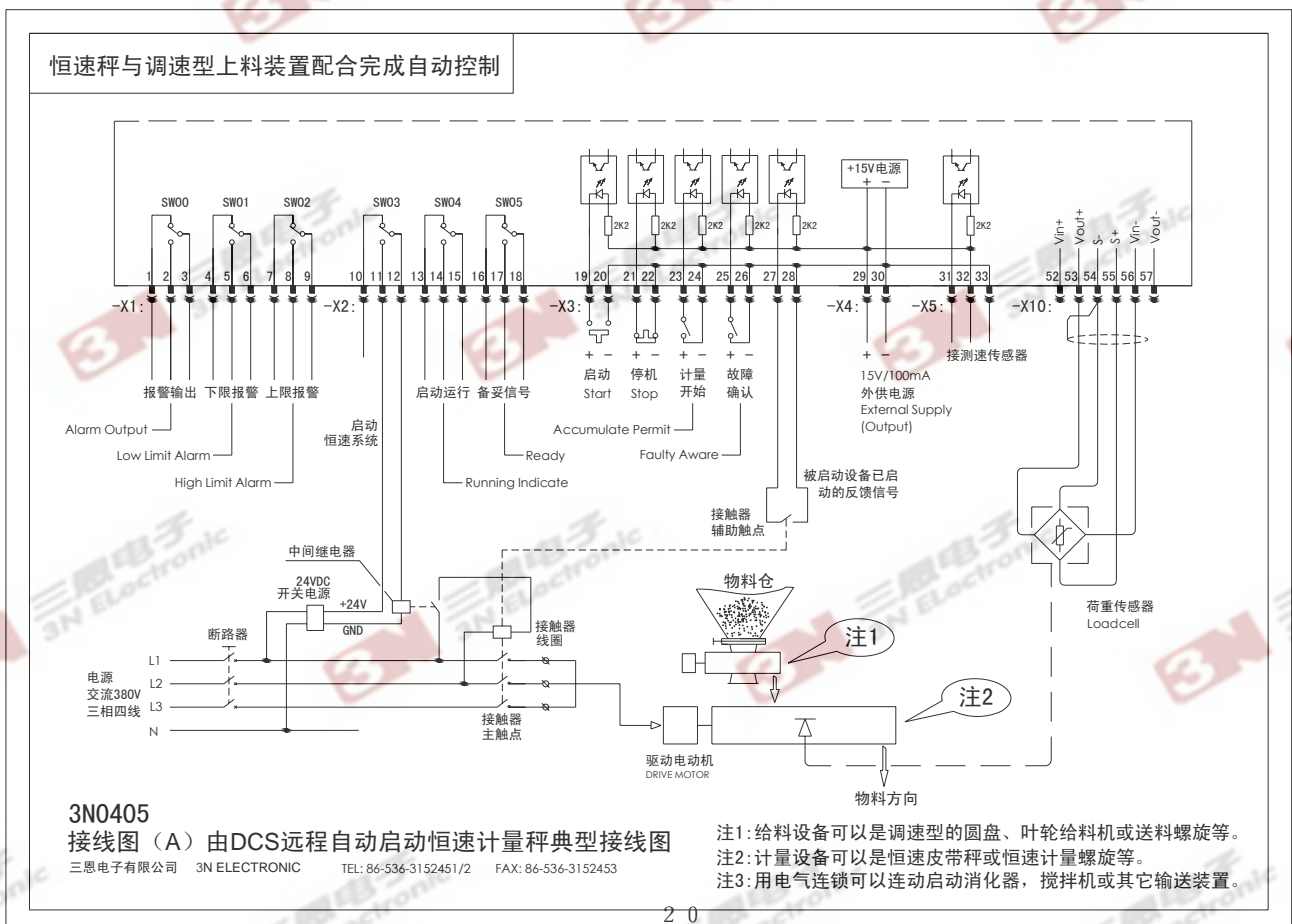 恒速秤与调速型上料装置配合完成自动控制
+15V电源
+ −
SW00 SW01 SW02 SW03 SW04 SW05
2K2 2K2 2K2 2K2 2K2
Vin+ Vout+ S- S+ Vin- Vout-
1 2 3 4 5 6 7 8 9 10 11 12 13 14 15 16 17 18 19 20 21 22 23 24 25 26 27 28 29 30 31 32 33 52 53 54 55 56 57
-X1: -X2: -X3: -X4: -X5: -X10:
+ − + − + − + − + −
报警输出 下限报警 上限报警 启动运行 备妥信号
启动 停机 计量 故障
Start Stop 开始 确认
接测速传感器
15V/100mA
外供电源
External Supply
(Output)
Alarm Output
Low Limit Alarm
High Limit Alarm
启动
恒速系统
Ready
Running Indicate
Accumulate Permit
Faulty Aware
被启动设备已启
动的反馈信号
接触器
辅助触点
中间继电器
24VDC
开关电源
+24V
GND
断路器
接触器
线圈
物料仓
注1
荷重传感器
Loadcell
电源
交流380V
三相四线
L1
L2
L3
N
接触器
主触点
注2
驱动电动机
DRIVE MOTOR
物料方向
3N0405
接线图（A）由DCS远程自动启动恒速计量秤典型接线图
三恩电子有限公司 3N ELECTRONIC TEL: 86-536-3152451/2 FAX: 86-536-3152453
注1:给料设备可以是调速型的圆盘、叶轮给料机或送料螺旋等。
注2:计量设备可以是恒速皮带秤或恒速计量螺旋等。
注3:用电气连锁可以连动启动消化器，搅拌机或其它输送装置。
2 0
3N
三恩电子
3N ELectronic